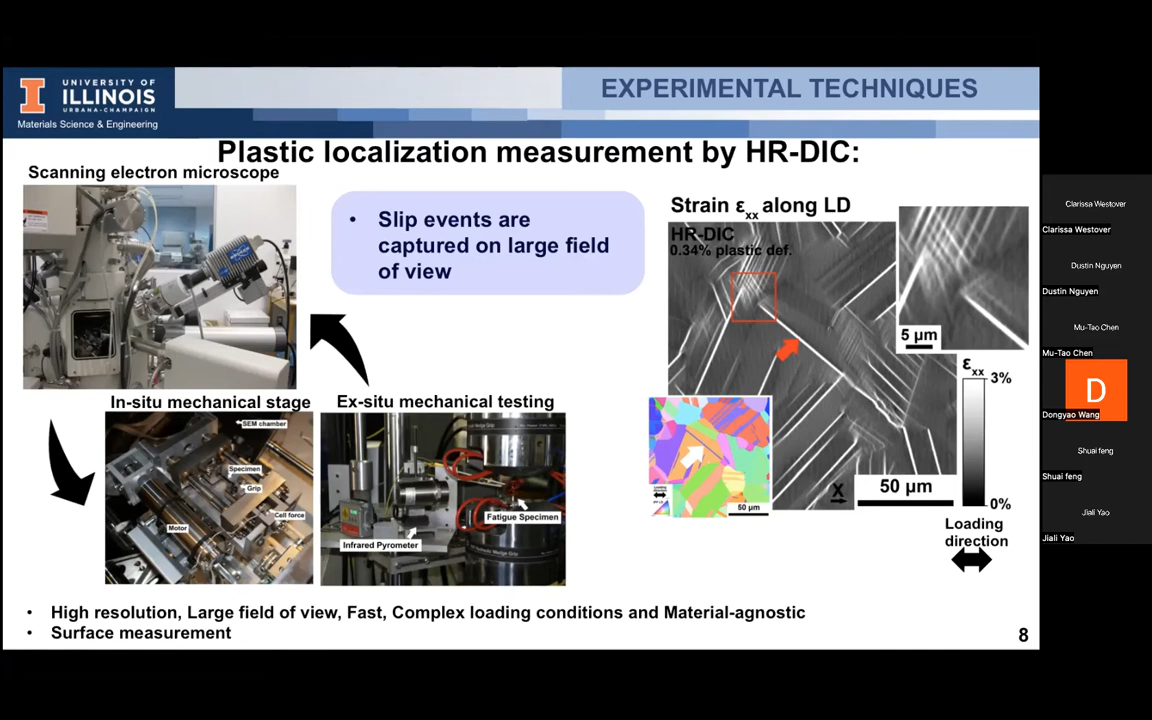 UNIVERSITY OF
ILLINOIS
URBANA-CHAMPAIGN
Materials Science & Engineering
EXPERIMENTAL TECHNIQUES
Plastic localization measurement by HR-DIC:
Scanning electron microscope
• Slip events are
captured on large field
of view
In-situ mechanical stage
SEM chamber
Specimen
Grip
Cell force
Motor
Ex-situ mechanical testing
Fatigue Specimen
Infrared Pyrometer
Strain εxx along LD
HR-DIC
0.34% plastic def.
5 µm
εxx
3%
0%
50 µm
X
50 µm
Loading
direction
• High resolution, Large field of view, Fast, Complex loading conditions and Material-agnostic
• Surface measurement
8
Clarissa Westover
Clarissa Westover
Dustin Nguyen
Dustin Nguyen
Mu-Tao Chen
Mu-Tao Chen
D
Dongyao Wang
Shuai feng
Shuai feng
Jiali Yao
Jiali Yao